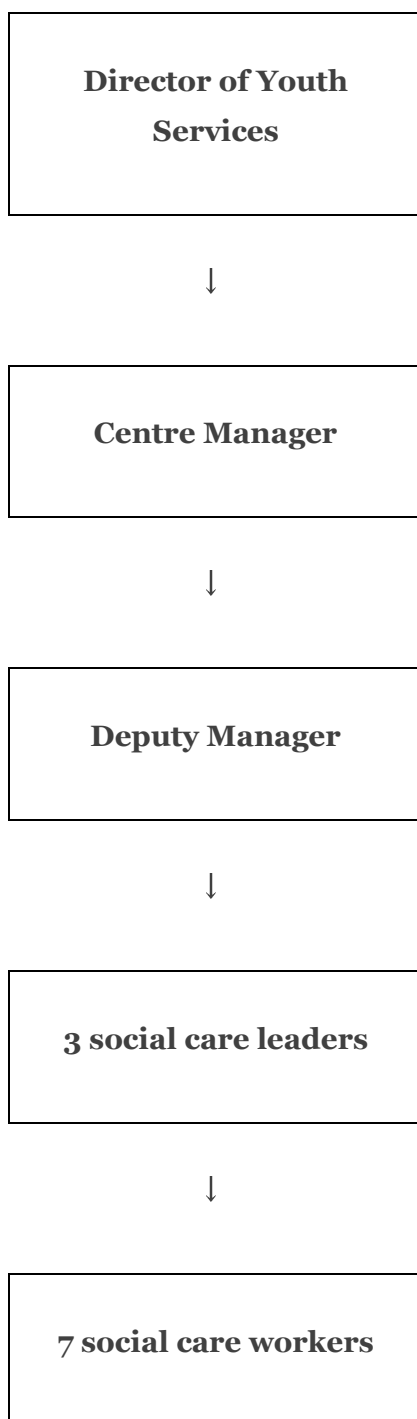 Director of Youth
Services
↓
Centre Manager
↓
Deputy Manager
↓
3 social care leaders
↓
7 social care workers